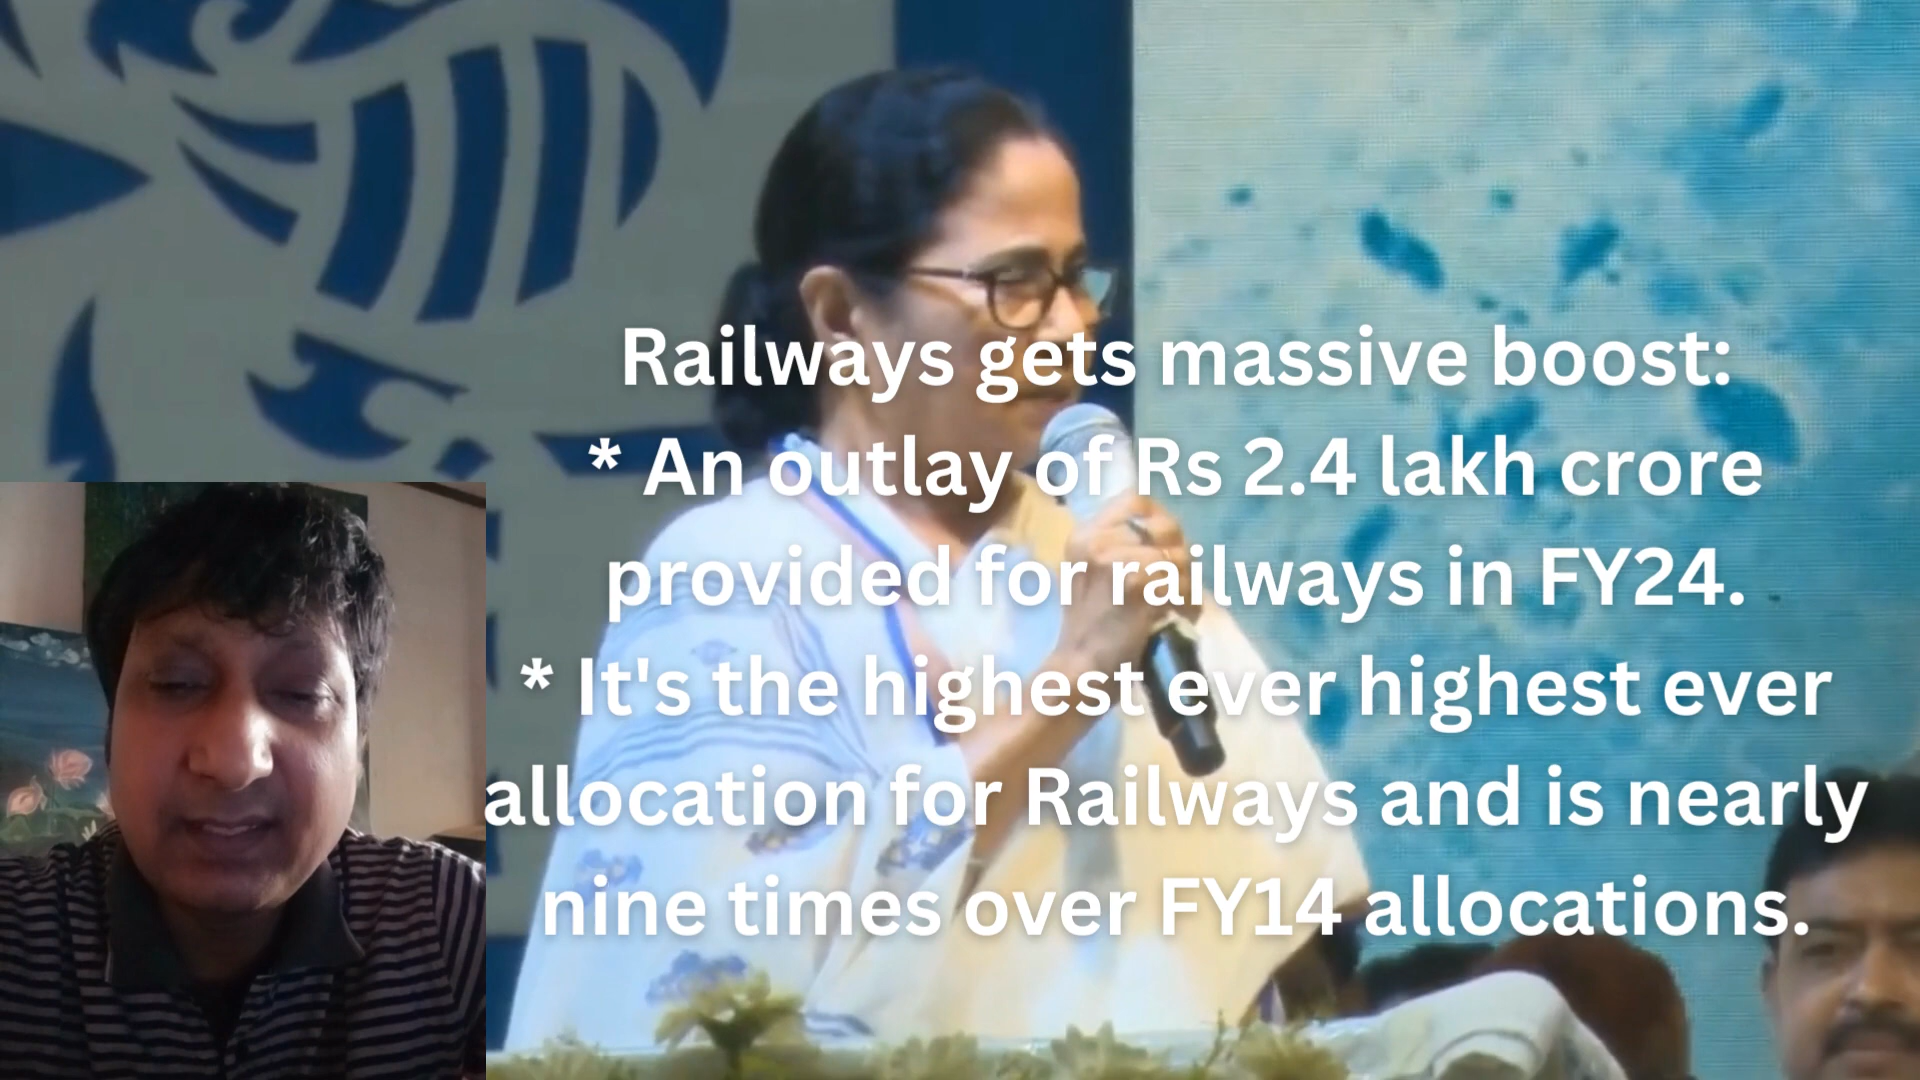 Railways gets massive boost:
* An outlay of Rs 2.4 lakh crore
provided for railways in FY24.
* It's the highest ever highest ever
allocation for Railways and is nearly
nine times over FY14 allocations.